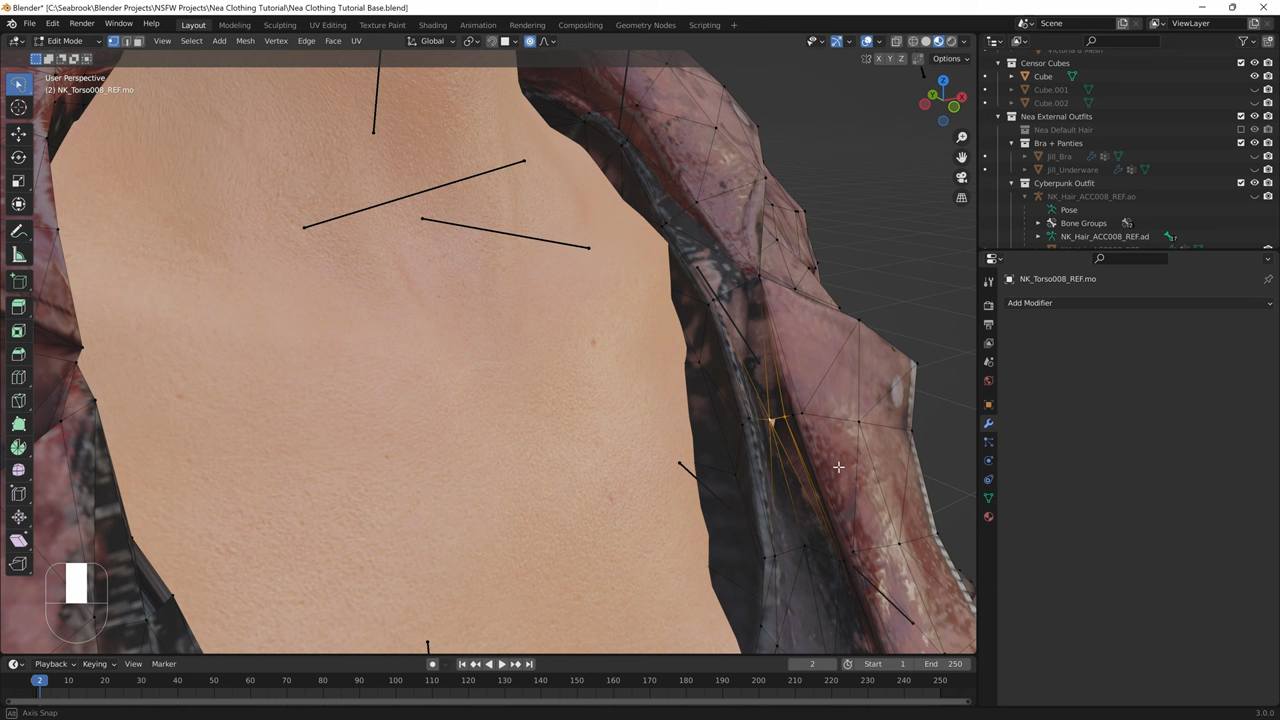 Blender* [C:\Seabrook\Blender Projects\NSFW Projects\Nea Clothing Tutorial\Nea Clothing Tutorial Base.blend]
File Edit Render Window Help Layout Modeling Sculpting UV Editing Texture Paint Shading Animation Rendering Compositing Geometry Nodes Scripting + Scene ViewLayer
Edit Mode View Select Add Mesh Vertex Edge Face UV Global
X Y Z Options
User Perspective
(2) NK_Torso008_REF.mo
Z
Y
X
Censor Cubes
Cube
Cube.001
Cube.002
Nea External Outfits
Nea Default Hair
Bra + Panties
Jill_Bra
Jill_Underware
Cyberpunk Outfit
NK_Hair_ACC008_REF.ao
Pose
Bone Groups
NK_Hair_ACC008_REF.ad
NK_Torso008_REF.mo
Add Modifier
Playback Keying View Marker 2 Start 1 End 250
2 10 20 30 40 50 60 70 80 90 100 110 120 130 140 150 160 170 180 190 200 210 220 230 240 250
Alt Axis Snap 3.0.0